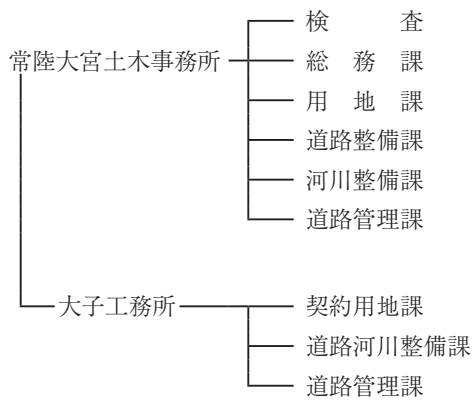 検査
常陸大宮土木事務所
総務課
用地課
道路整備課
河川整備課
道路管理課
大子工務所
契約用地課
道路河川整備課
道路管理課